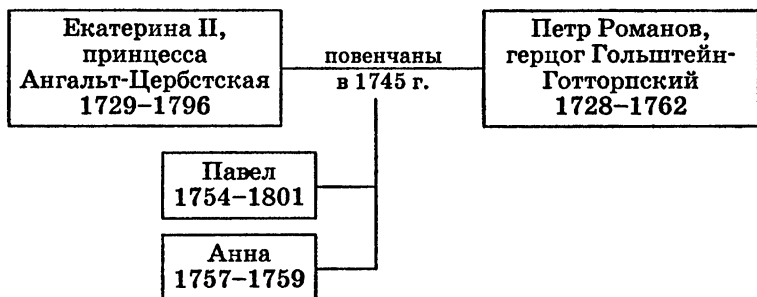 Екатерина II,
принцесса
Ангальт-Цербстская
1729–1796
повенчаны
в 1745 г.
Петр Романов,
герцог Гольштейн-
Готторпский
1728–1762
Павел
1754–1801
Анна
1757–1759